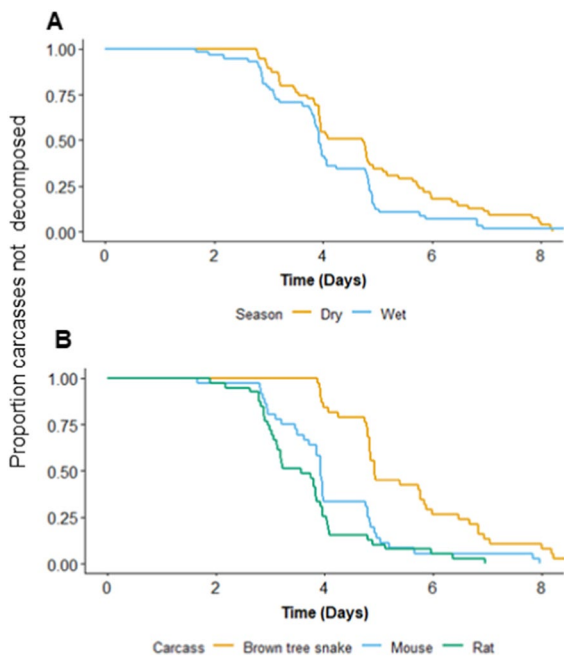 A
1.00
0.75
0.50
0.25
0.00
0 2 4 6 8
Time (Days)
Season Dry Wet
Proportion carcasses not decomposed
B
1.00
0.75
0.50
0.25
0.00
0 2 4 6 8
Time (Days)
Carcass Brown tree snake Mouse Rat